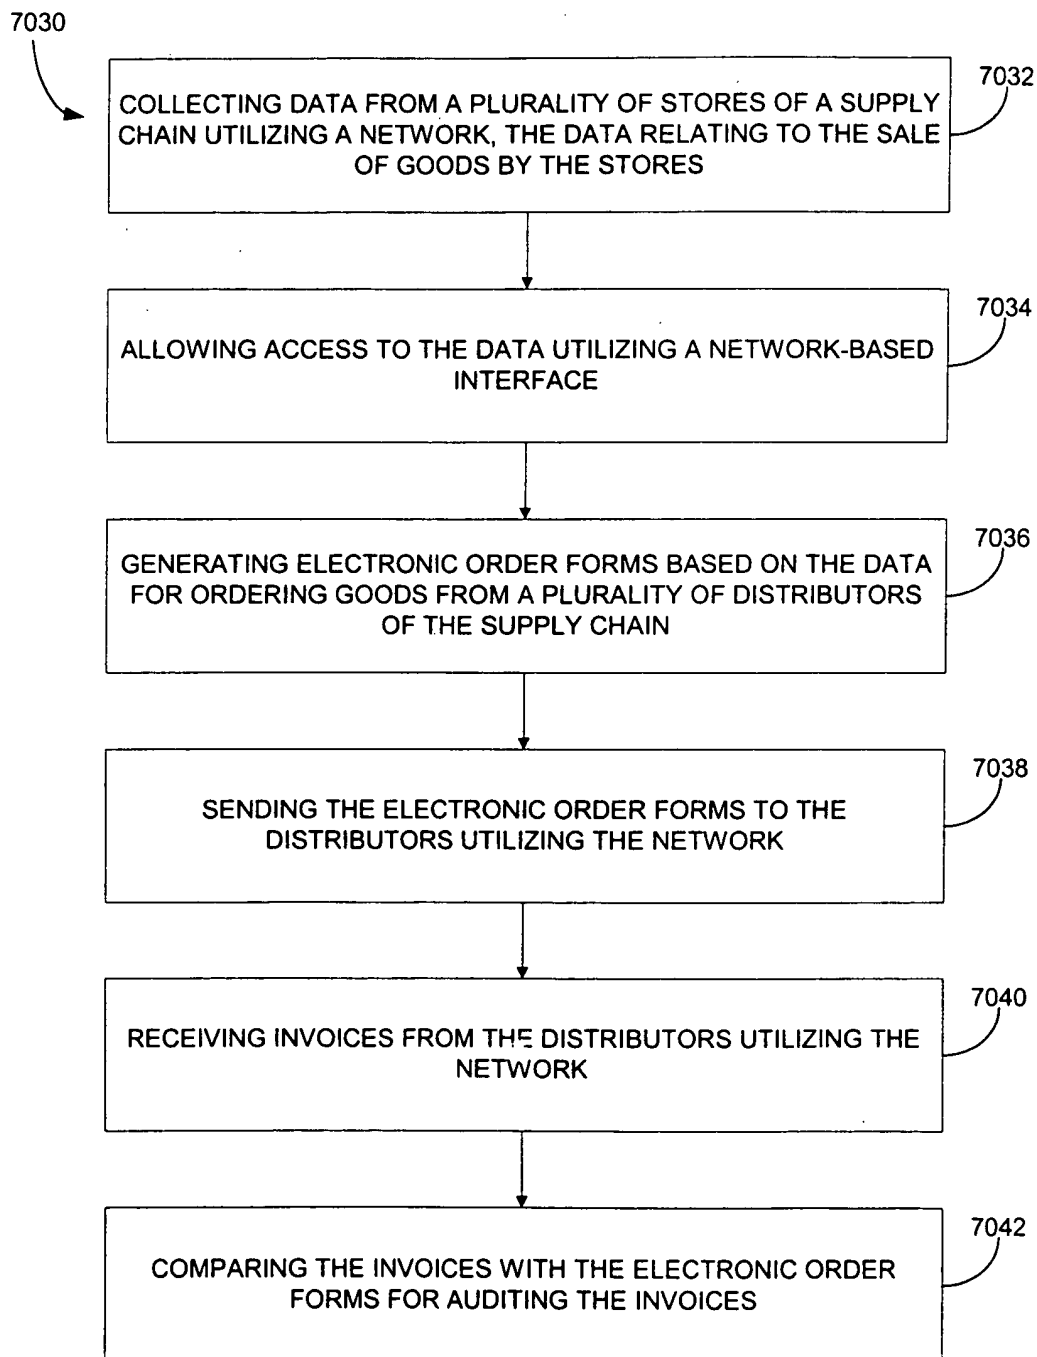 7030
7032
COLLECTING DATA FROM A PLURALITY OF STORES OF A SUPPLY
CHAIN UTILIZING A NETWORK, THE DATA RELATING TO THE SALE
OF GOODS BY THE STORES
7034
ALLOWING ACCESS TO THE DATA UTILIZING A NETWORK-BASED
INTERFACE
7036
GENERATING ELECTRONIC ORDER FORMS BASED ON THE DATA
FOR ORDERING GOODS FROM A PLURALITY OF DISTRIBUTORS
OF THE SUPPLY CHAIN
7038
SENDING THE ELECTRONIC ORDER FORMS TO THE
DISTRIBUTORS UTILIZING THE NETWORK
7040
RECEIVING INVOICES FROM THE DISTRIBUTORS UTILIZING THE
NETWORK
7042
COMPARING THE INVOICES WITH THE ELECTRONIC ORDER
FORMS FOR AUDITING THE INVOICES